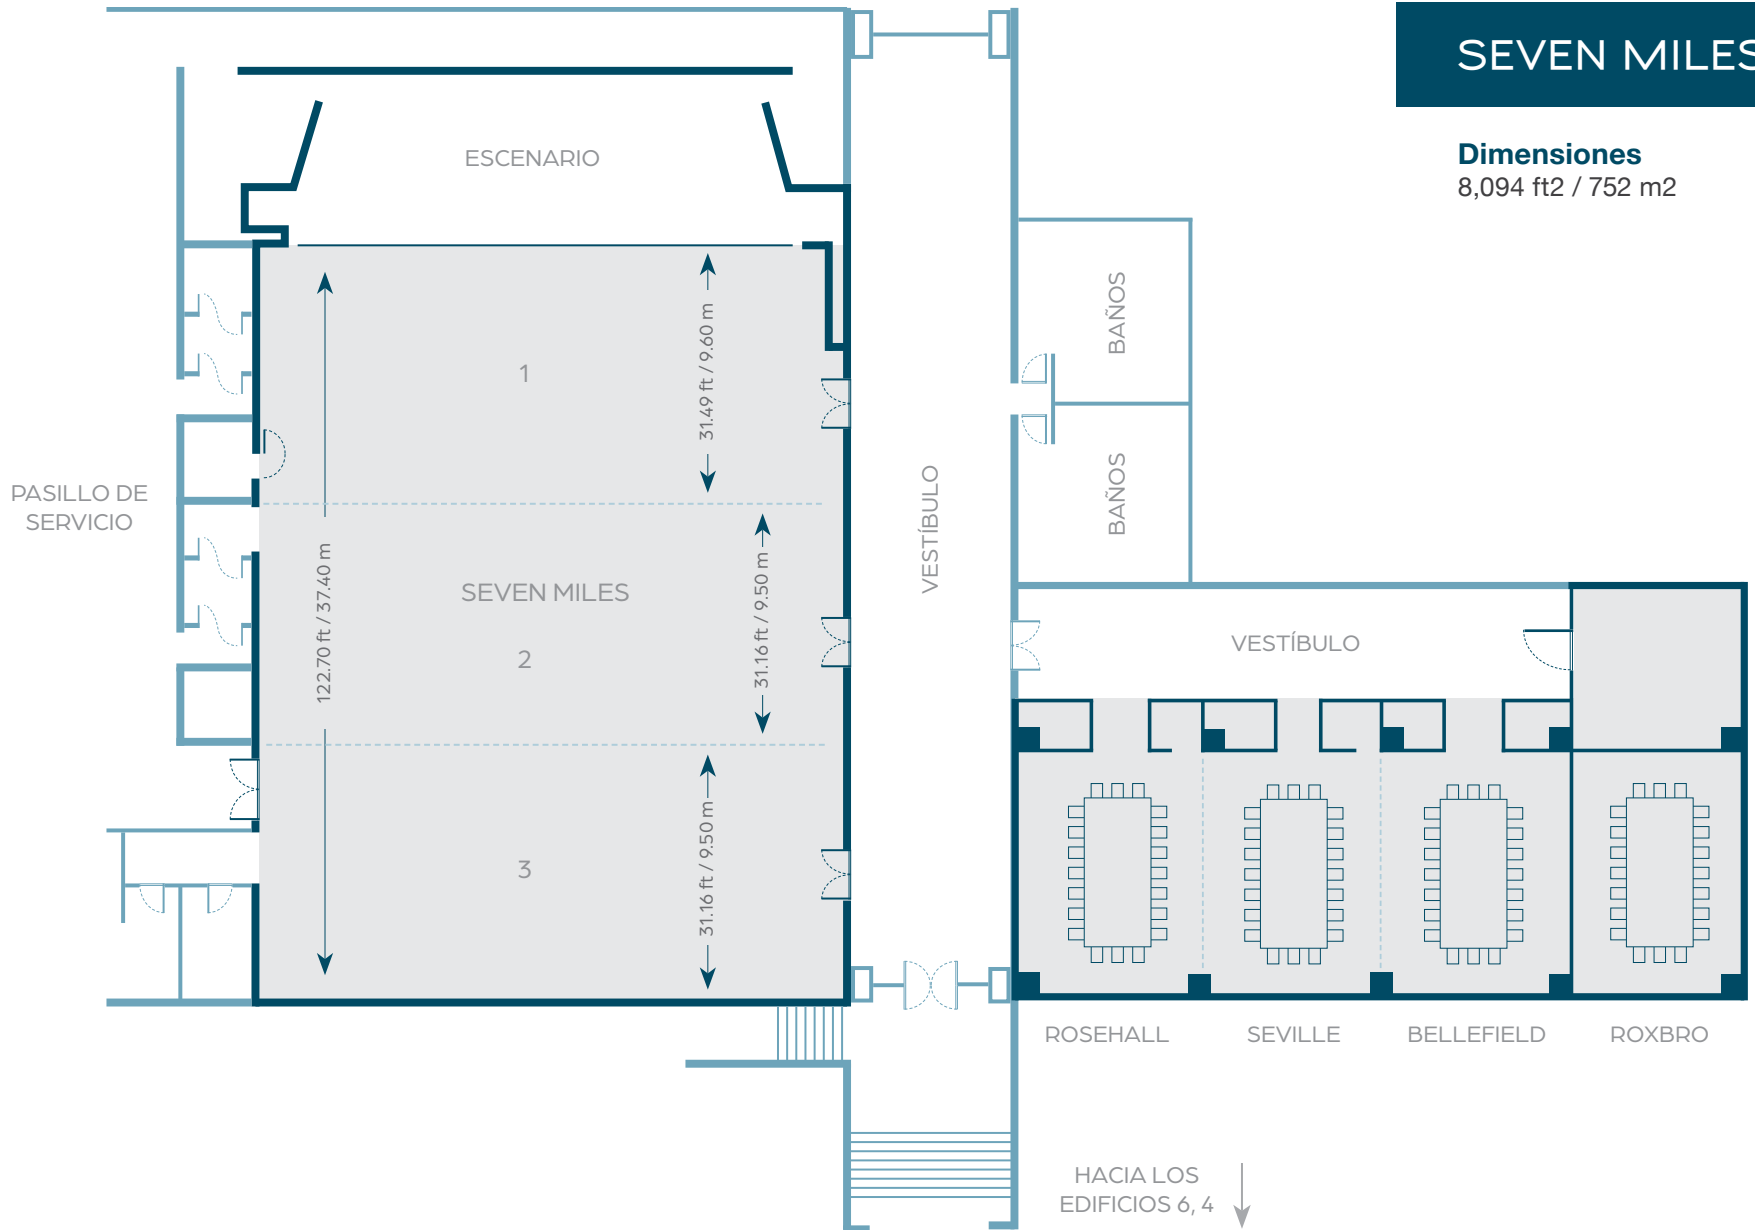 SEVEN MILES
Dimensiones
8,094 ft2 / 752 m2
ESCENARIO
1
31.49 ft / 9.60 m
BAÑOS
BAÑOS
PASILLO DE
SERVICIO
VESTÍBULO
122.70 ft / 37.40 m
SEVEN MILES
2
31.16 ft / 9.50 m
VESTÍBULO
3
31.16 ft / 9.50 m
ROSEHALL
SEVILLE
BELLEFIELD
ROXBRO
HACIA LOS
EDIFICIOS 6, 4